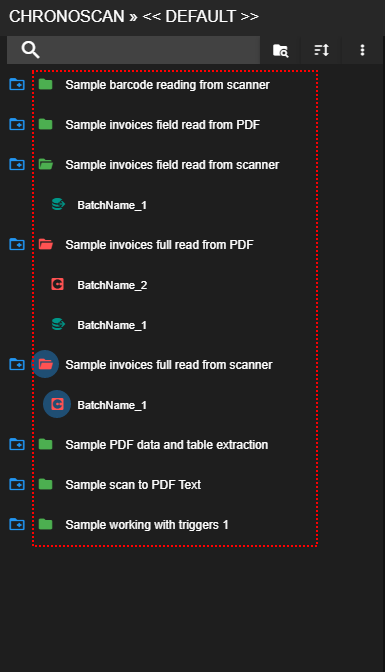 CHRONOSCAN » << DEFAULT >>
Sample barcode reading from scanner
Sample invoices field read from PDF
Sample invoices field read from scanner
BatchName_1
Sample invoices full read from PDF
BatchName_2
BatchName_1
Sample invoices full read from scanner
BatchName_1
Sample PDF data and table extraction
Sample scan to PDF Text
Sample working with triggers 1